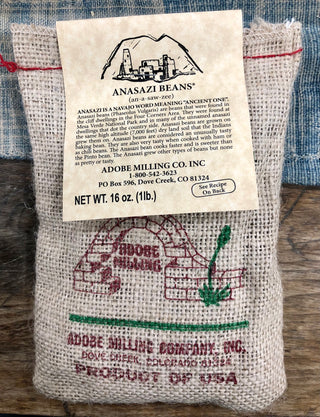 ANASAZI BEANS®
(an-a-saw-zee)
ANASAZI IS A NAVAJO WORD MEANING "ANCIENT ONE".
Anasazi beans (Phaseolus Vulgaris) are beans that were found in
the cliff dwellings in the Four Corners Area. They were found at
Mesa Verde National Park and in many of the unnamed anasazi
dwellings that dot the country side. Anasazi beans are grown on
the same high altitude (7,000 feet) dry land soil that the Indians
grew them on. Anasazi beans are considered an unusually tasty
baking bean. They are also very tasty when cooked with ham or
as chili beans. The Anasazi bean cooks faster and is sweeter than
the Pinto bean. The Anasazi grew other types of beans but none
as pretty or tasty.
ADOBE MILLING CO. INC
1-800-542-3623
PO Box 596, Dove Creek, CO 81324
See Recipe
On Back
NET WT. 16 oz. (1lb.)
ADOBE
MILLING
ADOBE MILLING COMPANY, INC.
DOVE CREEK, COLORADO 81324
PRODUCT OF USA